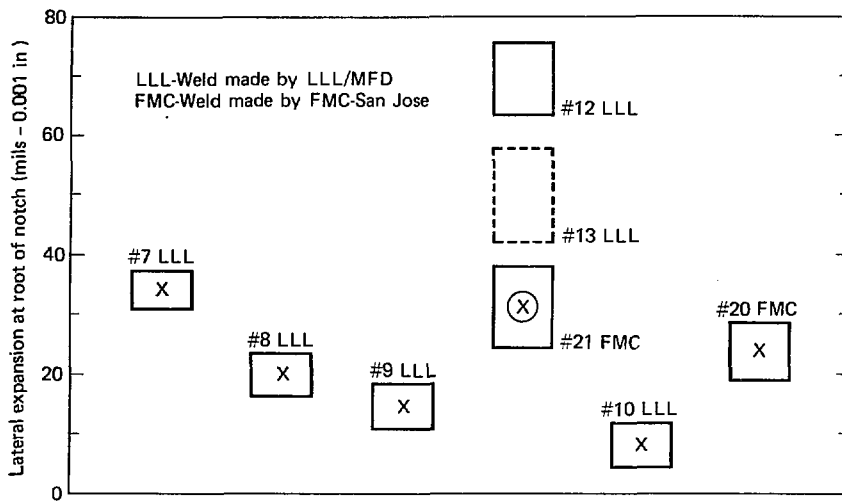 80
LLL-Weld made by LLL/MFD
FMC-Weld made by FMC-San Jose
#12 LLL
60
#13 LLL
40
#7 LLL
#20 FMC
#21 FMC
#8 LLL
#9 LLL
20
#10 LLL
0
X
X
X
X
X
X
Lateral expansion at root of notch (mils – 0.001 in)